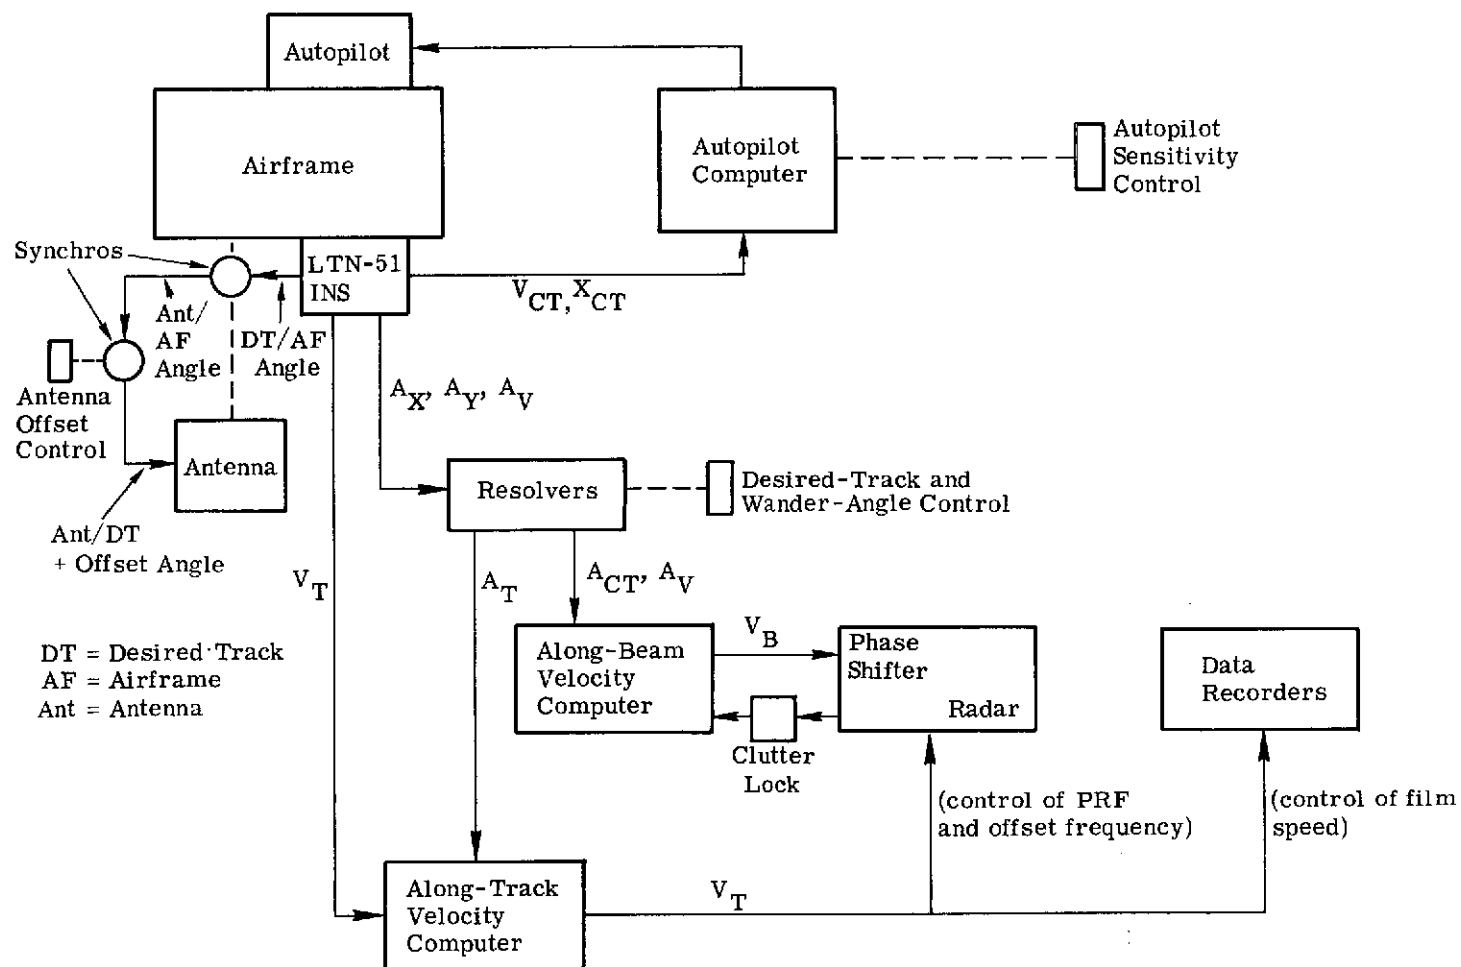 Autopilot
Airframe
Autopilot
Computer
Autopilot
Sensitivity
Control
Synchros
LTN-51
INS
V_CT, X_CT
Ant/
AF
Angle
DT/AF
Angle
Antenna
Offset
Control
Antenna
A_X, A_Y, A_V
Resolvers
Desired-Track and
Wander-Angle Control
Ant/DT
+ Offset Angle
V_T
A_T
A_CT, A_V
DT = Desired Track
AF = Airframe
Ant = Antenna
Along-Beam
Velocity
Computer
V_B
Phase
Shifter
Radar
Data
Recorders
Clutter
Lock
(control of PRF
and offset frequency)
(control of film
speed)
Along-Track
Velocity
Computer
V_T